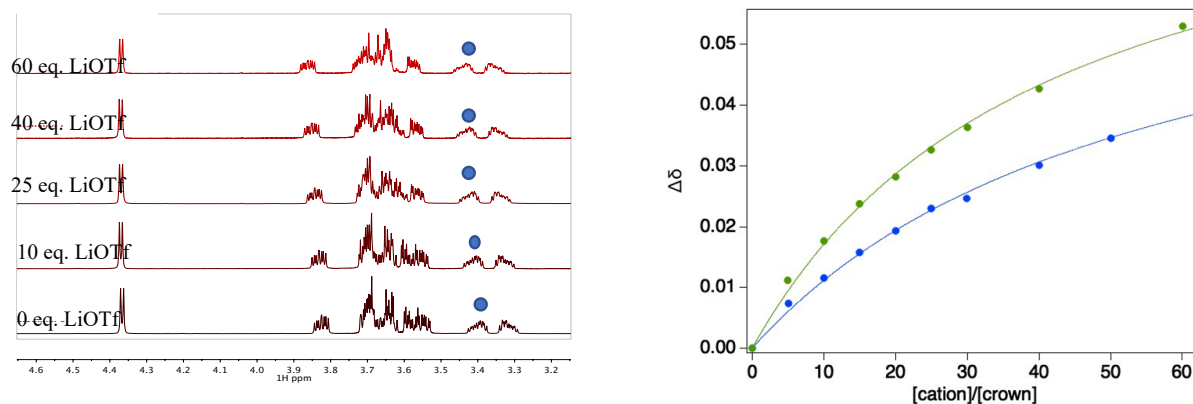 60 eq. LiOTf
40 eq. LiOTf
25 eq. LiOTf
10 eq. LiOTf
0 eq. LiOTf
4.6 4.5 4.4 4.3 4.2 4.1 4.0 3.9 3.8 3.7 3.6 3.5 3.4 3.3 3.2
1H ppm
0.05
0.04
0.03
0.02
0.01
0.00
Δδ
0 10 20 30 40 50 60
[cation]/[crown]